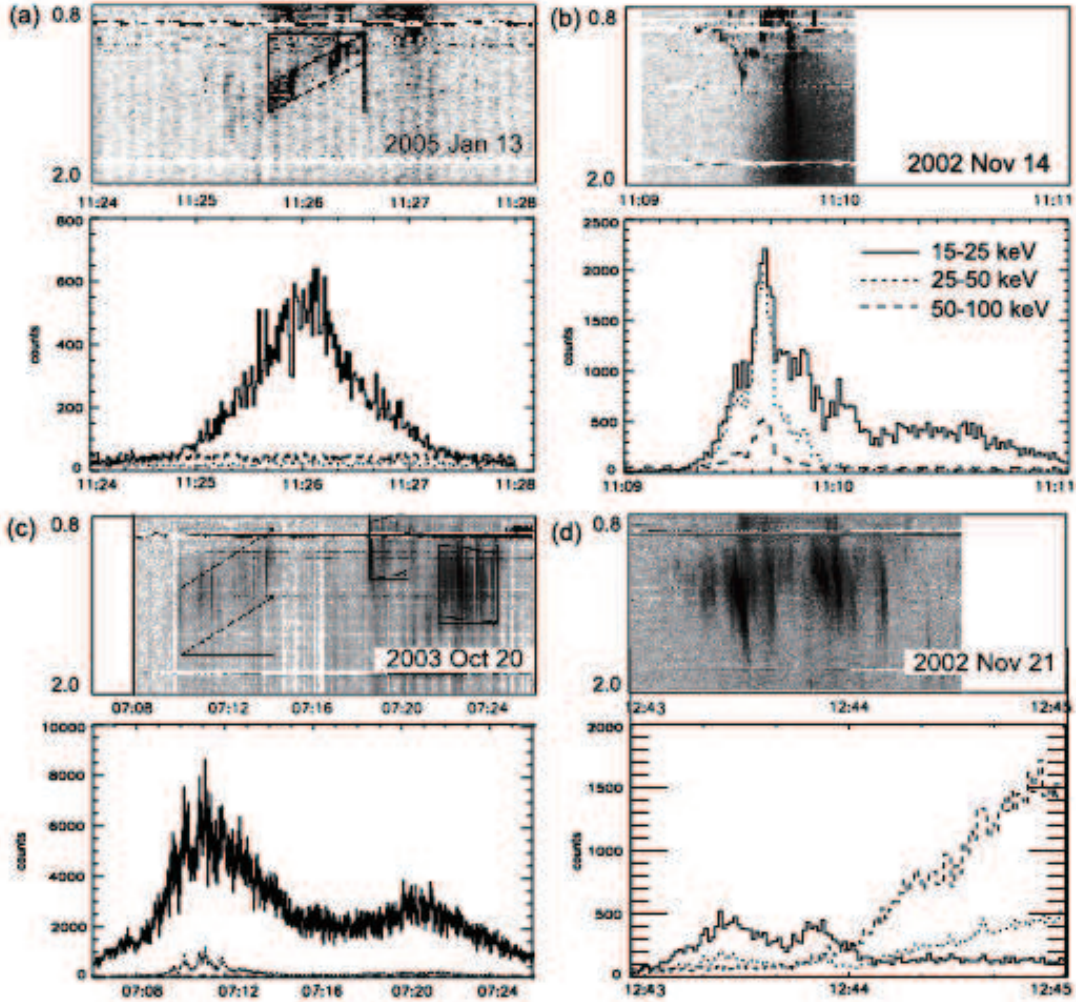 (a)
0.8
2005 Jan 13
2.0
11:24 11:25 11:26 11:27 11:28
800
600
counts
400
200
0
11:24 11:25 11:26 11:27 11:28
(b)
0.8
2002 Nov 14
2.0
11:09 11:10 11:11
2500
2000
15-25 keV
25-50 keV
50-100 keV
1500
counts
1000
500
0
11:09 11:10 11:11
(c)
0.8
2003 Oct 20
2.0
07:08 07:12 07:16 07:20 07:24
10000
8000
6000
counts
4000
2000
0
07:08 07:12 07:16 07:20 07:24
(d)
0.8
2002 Nov 21
2.0
12:43 12:44 12:45
2000
1500
counts
1000
500
0
12:43 12:44 12:45